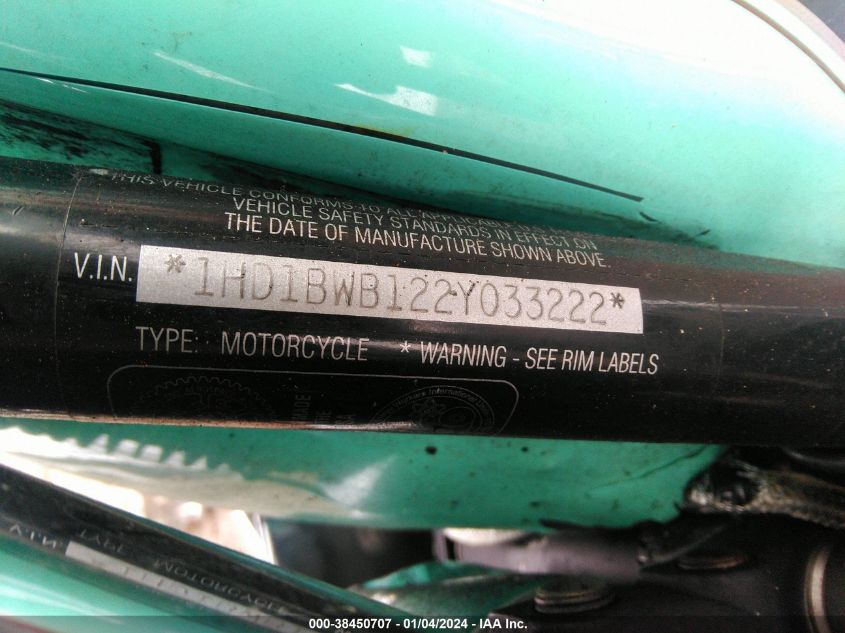 THIS VEHICLE CONFORMS TO ALL
VEHICLE SAFETY STANDARDS IN EFFECT ON
THE DATE OF MANUFACTURE SHOWN ABOVE.
V.I.N. *1HD1BWB122Y033222*
TYPE: MOTORCYCLE * WARNING - SEE RIM LABELS
000-38450707 - 01/04/2024 - IAA Inc.